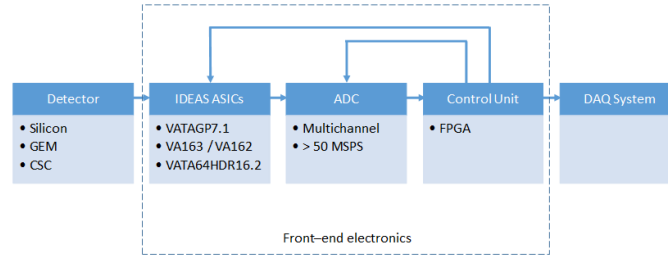 Detector
IDEAS ASICs
ADC
Control Unit
DAQ System
• Silicon
• GEM
• CSC
• VATAGP7.1
• VA163 / VA162
• VATA64HDR16.2
• Multichannel
• > 50 MSPS
• FPGA
Front–end electronics